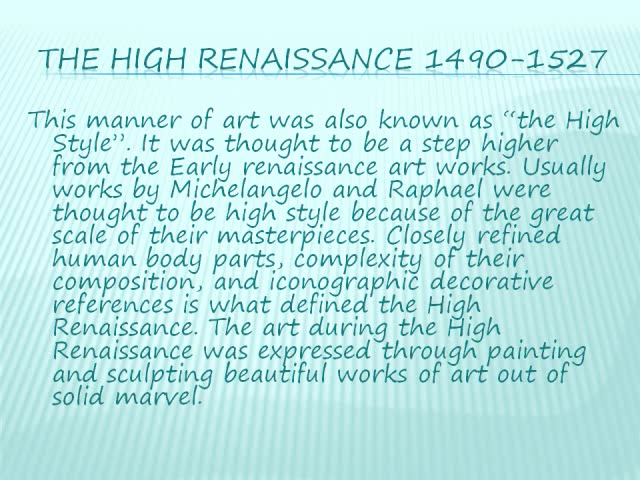 THE HIGH RENAISSANCE 1490-1527
This manner of art was also known as “the High
Style”. It was thought to be a step higher
from the Early renaissance art works. Usually
works by Michelangelo and Raphael were
thought to be high style because of the great
scale of their masterpieces. Closely refined
human body parts, complexity of their
composition, and iconographic decorative
references is what defined the High
Renaissance. The art during the High
Renaissance was expressed through painting
and sculpting beautiful works of art out of
solid marvel.